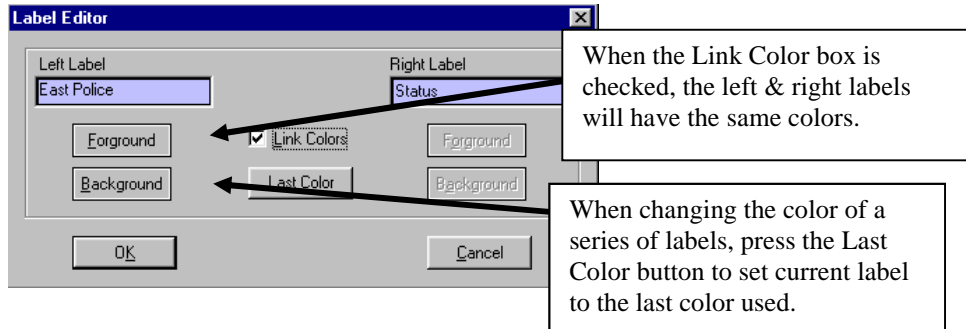 Label Editor
Left Label
Right Label
East Police
Status
Forground
Link Colors
Forground
Background
Last Color
Background
OK
Cancel
When the Link Color box is
checked, the left & right labels
will have the same colors.
When changing the color of a
series of labels, press the Last
Color button to set current label
to the last color used.